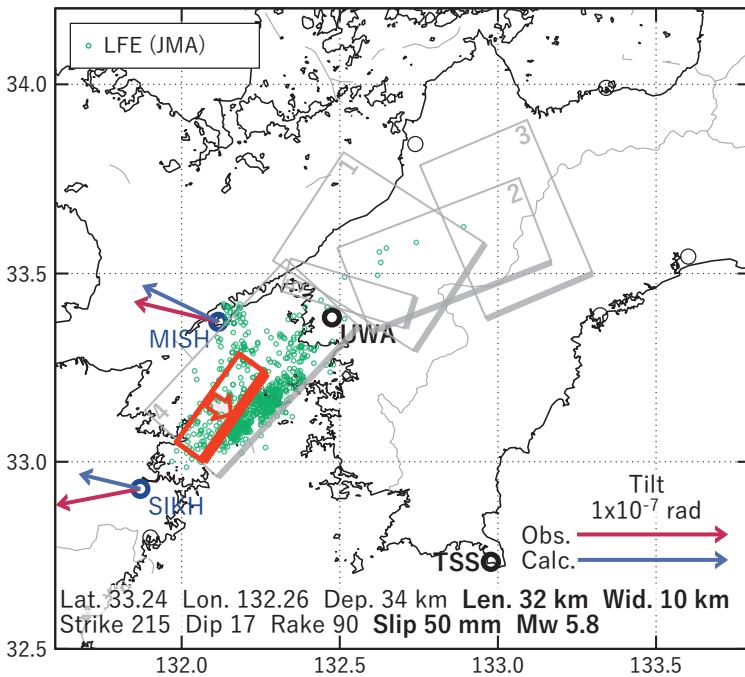 LFE (JMA)
34.0
33.5
33.0
32.5
1
3
2
4
MISH
UWA
SIKH
TSS
Tilt
1x10⁻⁷ rad
Obs.
Calc.
Lat. 33.24 Lon. 132.26 Dep. 34 km Len. 32 km Wid. 10 km
Strike 215 Dip 17 Rake 90 Slip 50 mm Mw 5.8
132.0 132.5 133.0 133.5